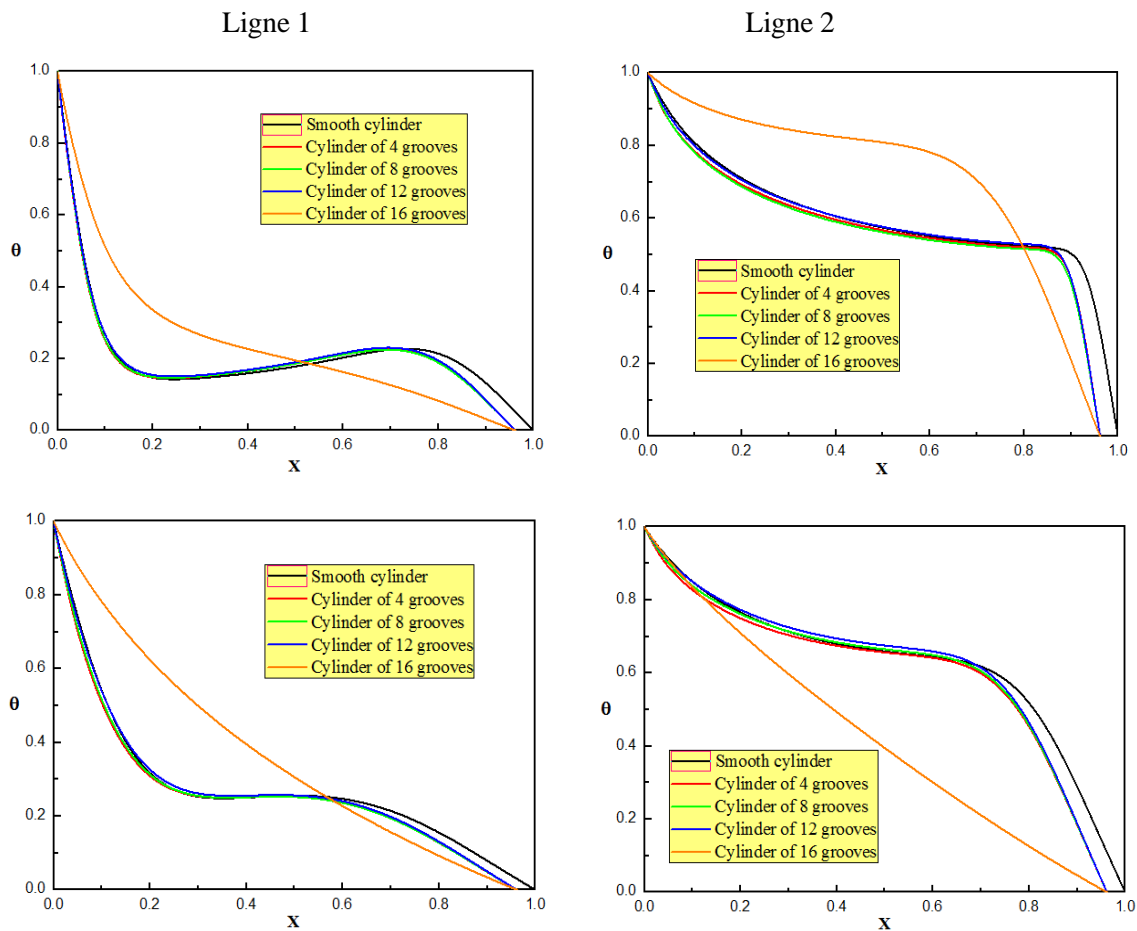 Ligne 1
Ligne 2
1.0
0.8
0.6
θ
0.4
0.2
0.0
0.0 0.2 0.4 0.6 0.8 1.0
X
Smooth cylinder
Cylinder of 4 grooves
Cylinder of 8 grooves
Cylinder of 12 grooves
Cylinder of 16 grooves
1.0
0.8
0.6
θ
0.4
0.2
0.0
0.0 0.2 0.4 0.6 0.8 1.0
X
Smooth cylinder
Cylinder of 4 grooves
Cylinder of 8 grooves
Cylinder of 12 grooves
Cylinder of 16 grooves
1.0
0.8
0.6
θ
0.4
0.2
0.0
0.0 0.2 0.4 0.6 0.8 1.0
X
Smooth cylinder
Cylinder of 4 grooves
Cylinder of 8 grooves
Cylinder of 12 grooves
Cylinder of 16 grooves
1.0
0.8
0.6
θ
0.4
0.2
0.0
0.0 0.2 0.4 0.6 0.8 1.0
X
Smooth cylinder
Cylinder of 4 grooves
Cylinder of 8 grooves
Cylinder of 12 grooves
Cylinder of 16 grooves